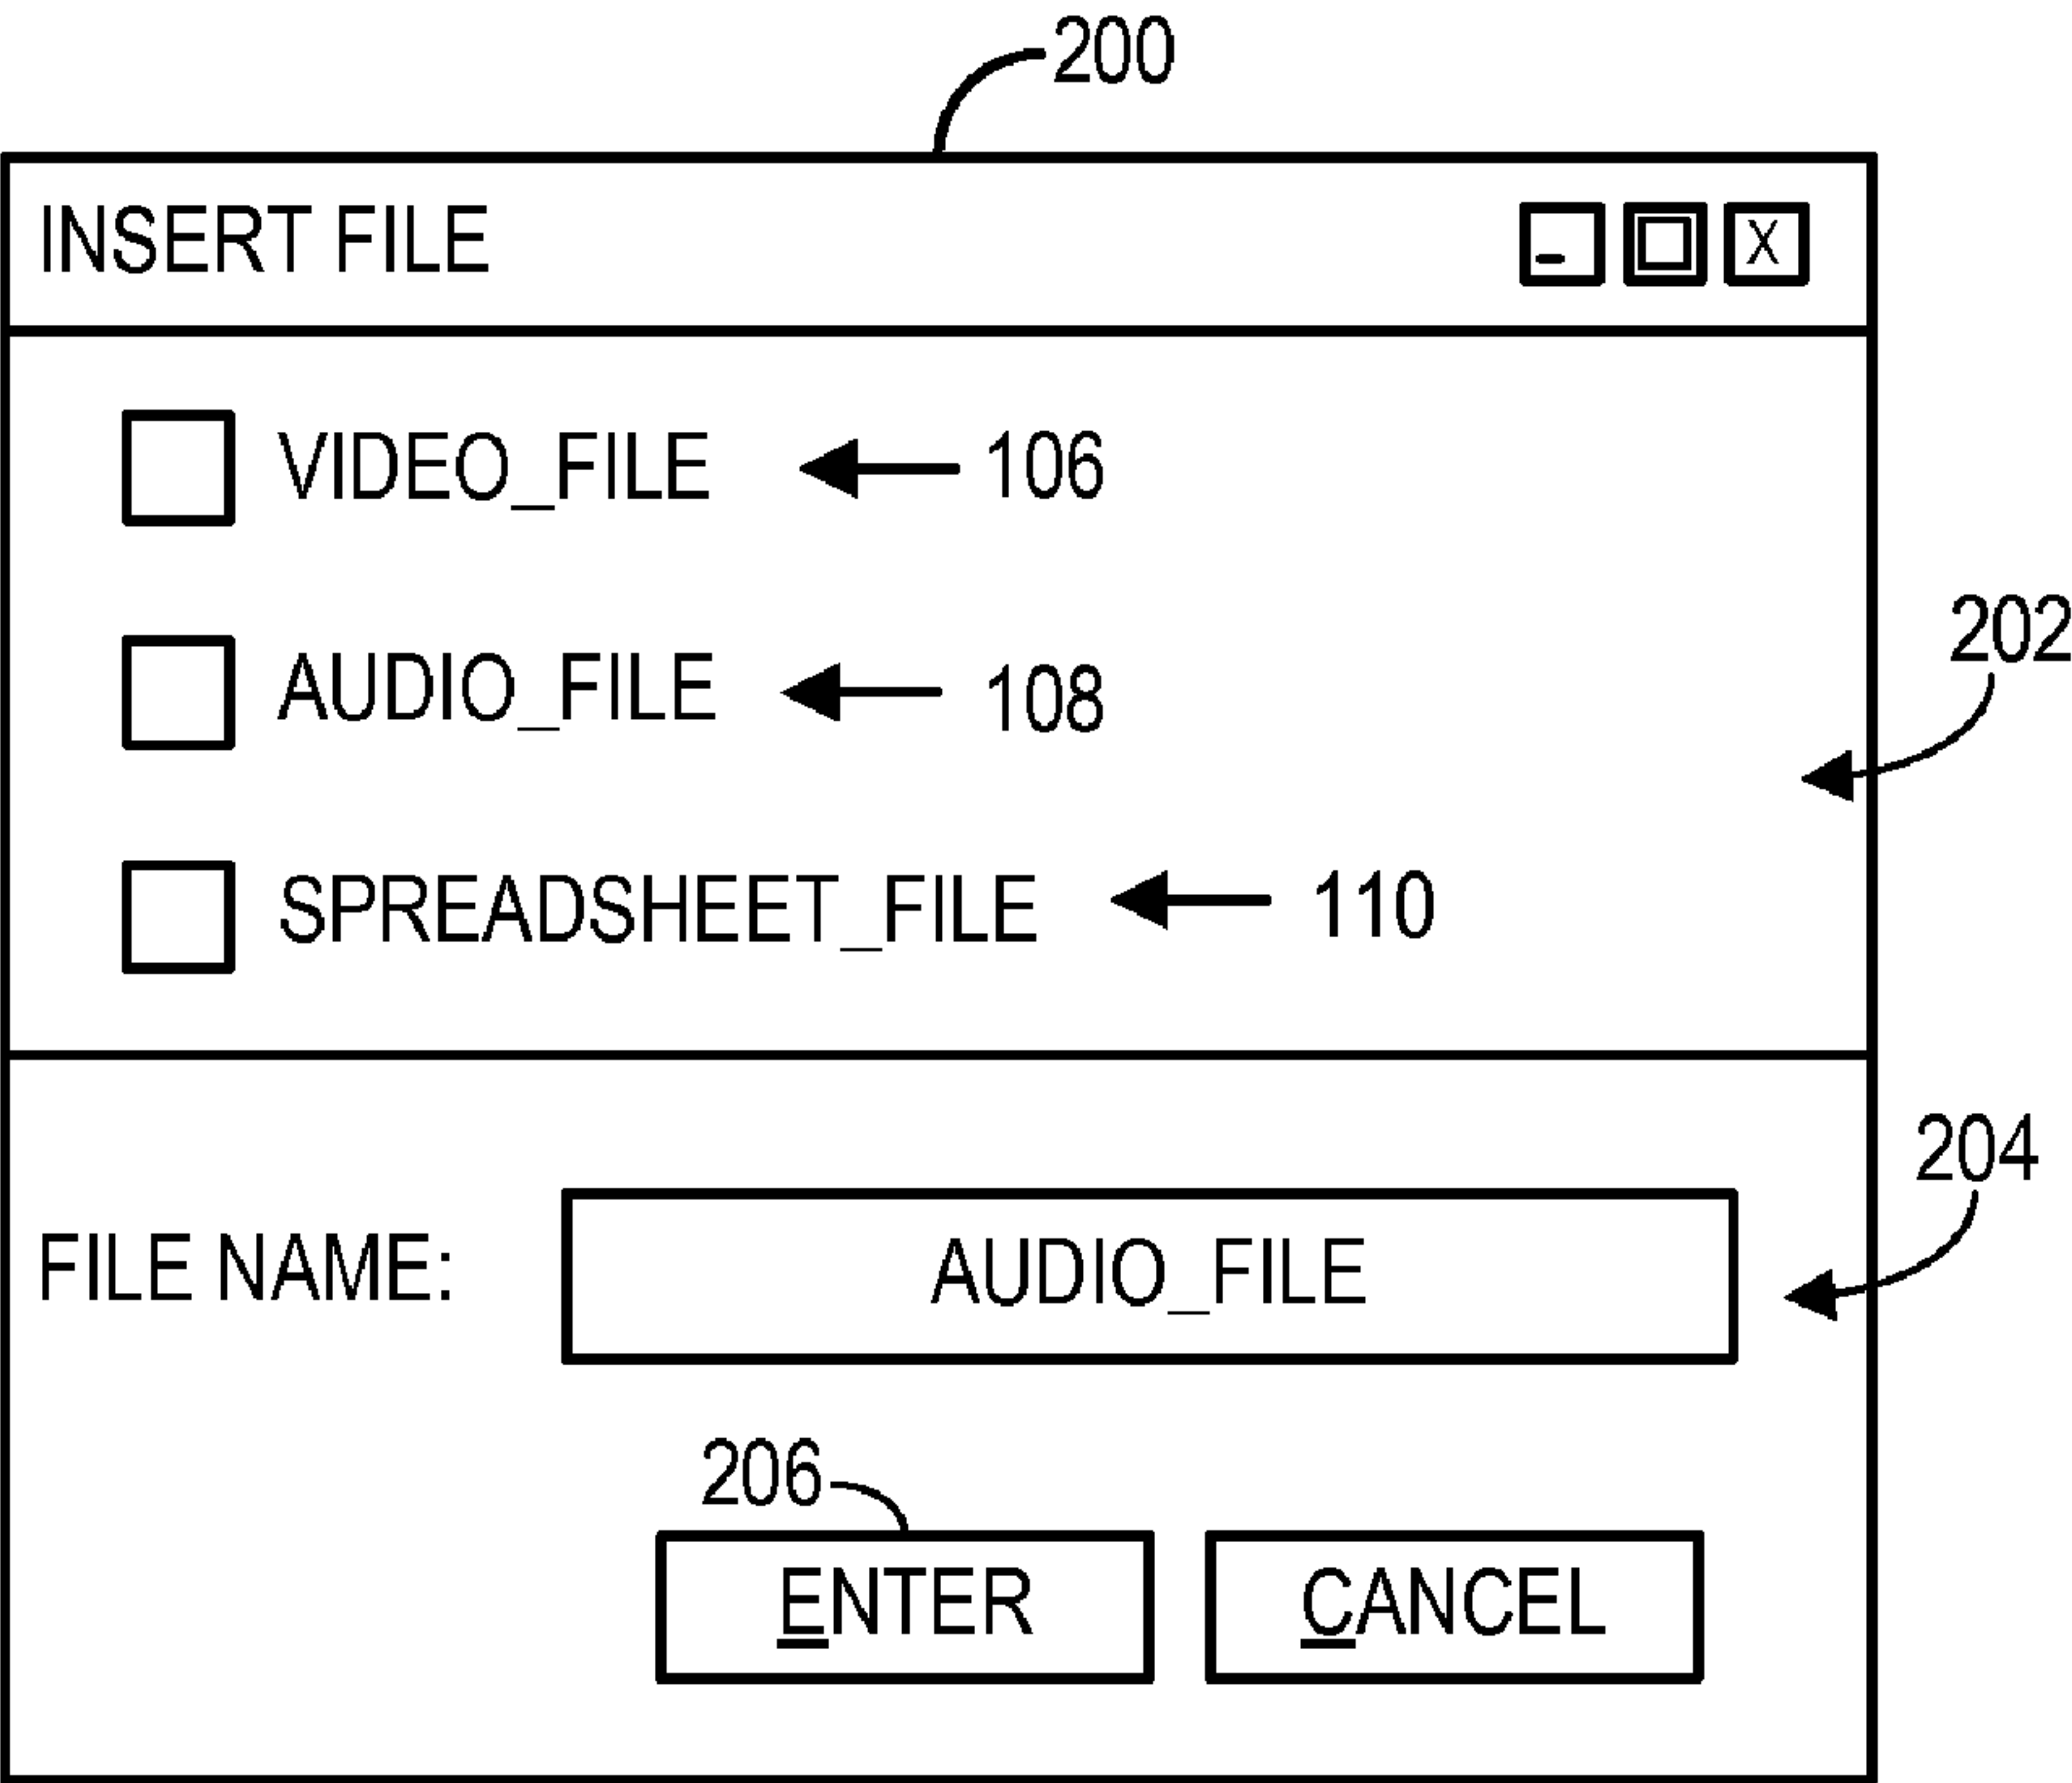 200
INSERT FILE - X
VIDEO_FILE 106
AUDIO_FILE 108
202
SPREADSHEET_FILE 110
204
FILE NAME: AUDIO_FILE
206
ENTER CANCEL